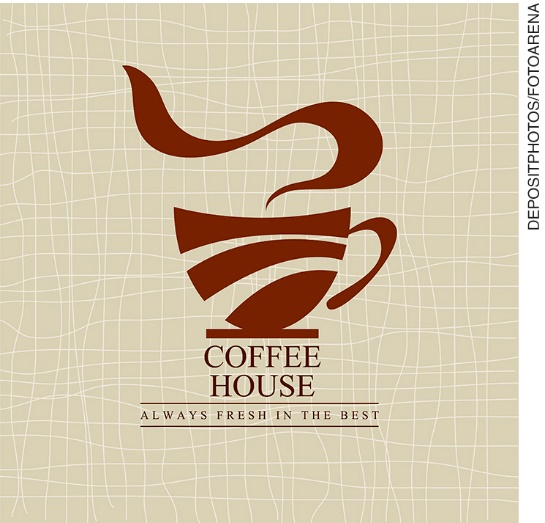 COFFEE
HOUSE
ALWAYS FRESH IN THE BEST
DEPOSITPHOTOS/FOTOARENA